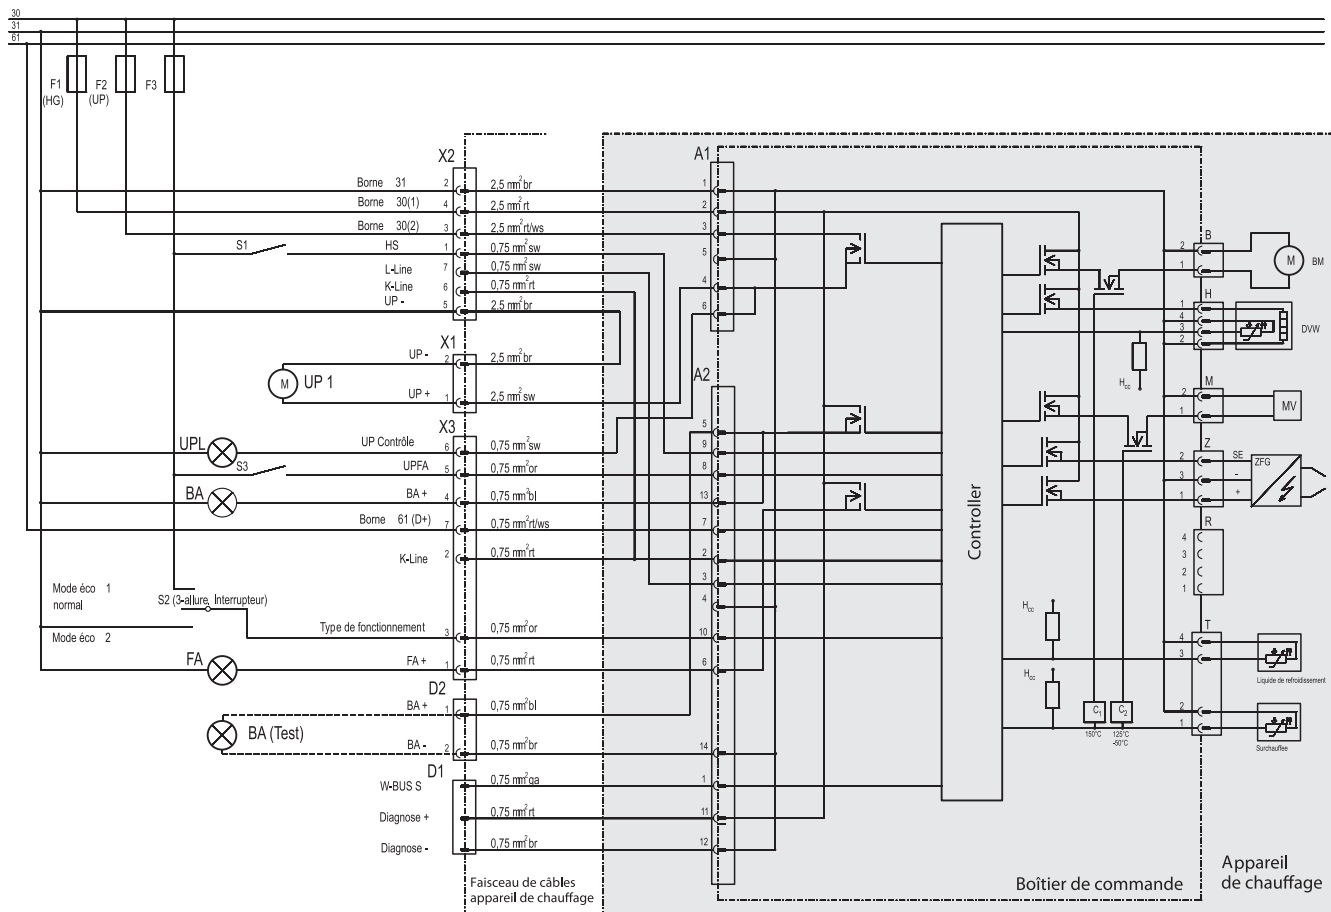 30
31
61
F1
(HG)
F2
(UP)
F3
X2
A1
Borne 31 2 2,5 mm² br 1
Borne 30(1) 4 2,5 mm² rt 2
Borne 30(2) 3 2,5 mm² rt/ws 3
S1 HS 1 0,75 mm² sw 5
L-Line 7 0,75 mm² sw
K-Line 6 0,75 mm² rt 4
UP - 5 2,5 mm² br 6
B
2
1
M BM
H
1
4
3
2
DVW
H cc
X1
UP - 2 2,5 mm² br
M UP 1
UP + 1 2,5 mm² sw
A2
M
2
1
MV
X3
UPL UP Contrôle 6 0,75 mm² sw 5
S3 UPFA 5 0,75 mm² or 9
8
BA BA + 4 0,75 mm² bl 13
Borne 61 (D+) 7 0,75 mm² rt/ws 7
K-Line 2 0,75 mm² rt 2
3
4
Z
2 SE ZFG
3 -
1 +
R
4
3
2
1
Controller
Mode éco 1
normal
S2 (3-allure, Interrupteur)
Mode éco 2
Type de fonctionnement 3 0,75 mm² or 10
FA FA + 1 0,75 mm² rt 6
H cc
H cc
T
4
3
Liquide de refroidissement
2
1
Surchauffee
C1
150°C
C2
125°C
-50°C
D2
BA + 1 0,75 mm² bl
BA (Test)
BA - 2 0,75 mm² br 14
D1
W-BUS S 0,75 mm² ga 1
Diagnose + 0,75 mm² rt 11
Diagnose - 0,75 mm² br 12
Faisceau de câbles
appareil de chauffage
Boîtier de commande
Appareil
de chauffage